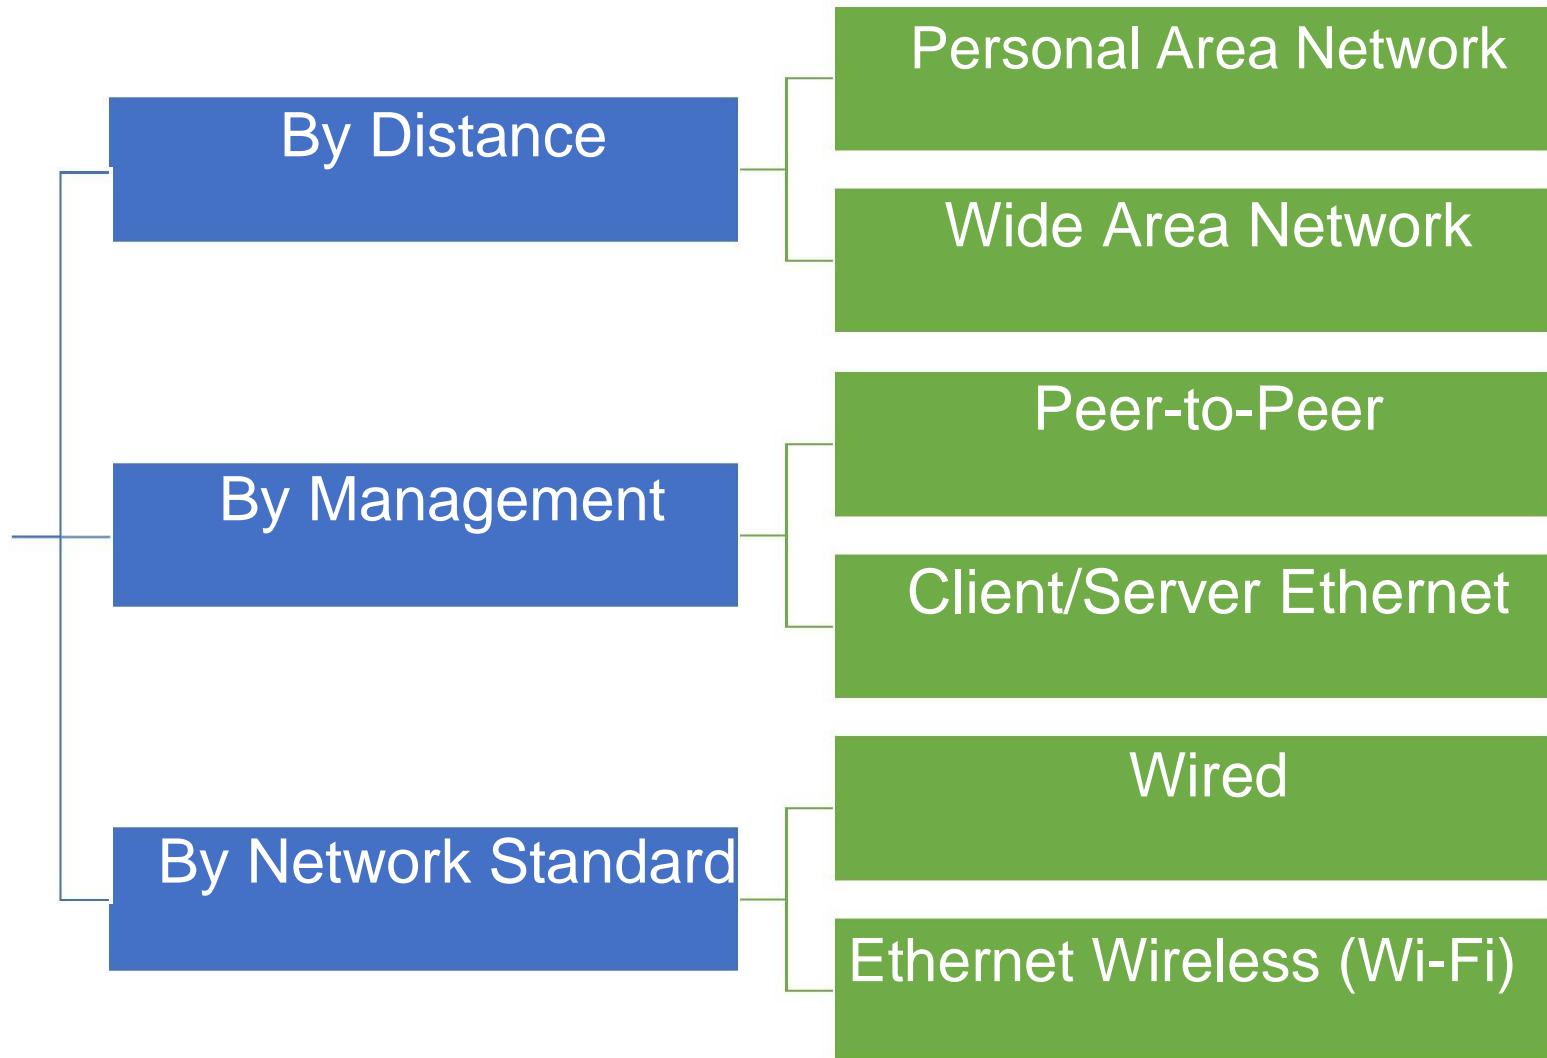 By Distance
Personal Area Network
Wide Area Network
By Management
Peer-to-Peer
Client/Server Ethernet
By Network Standard
Wired
Ethernet Wireless (Wi-Fi)